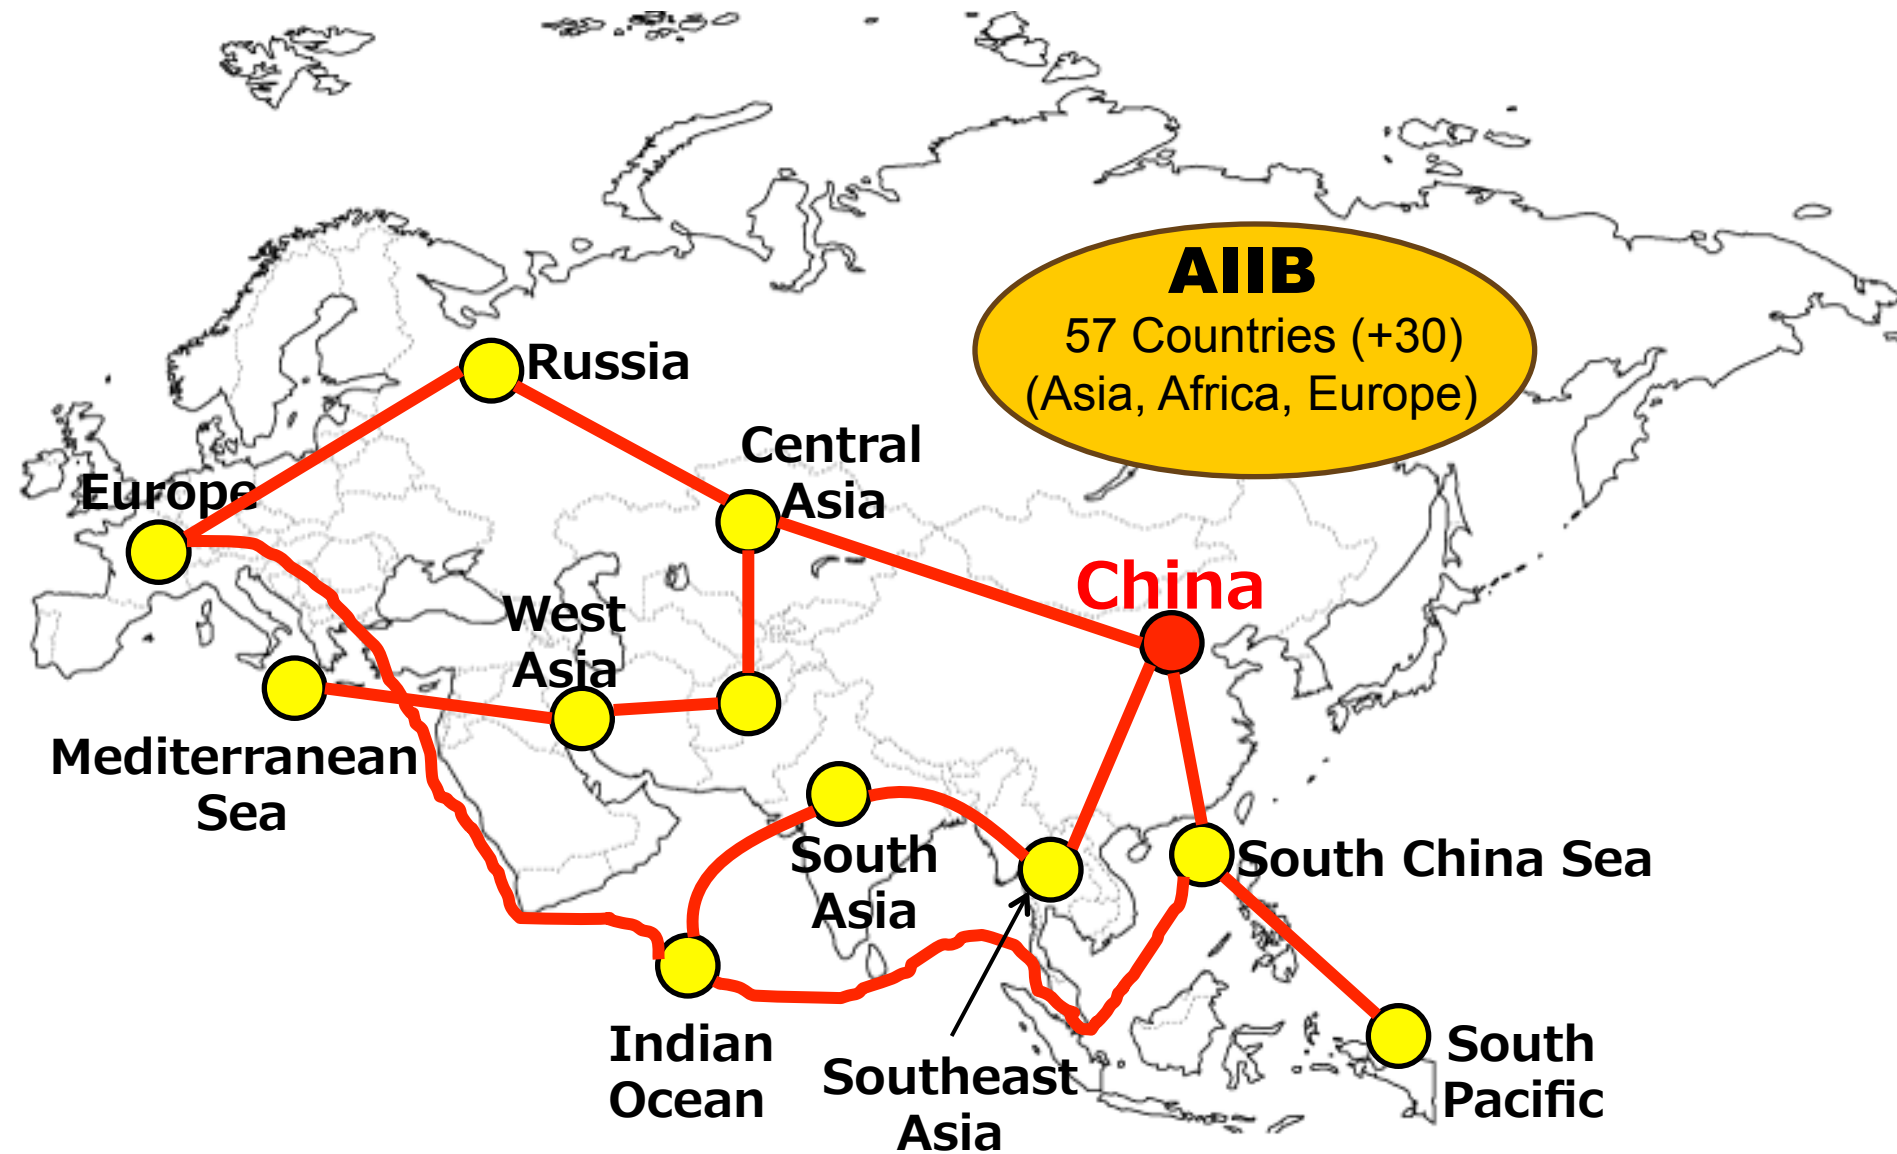 AIIB
57 Countries (+30)
(Asia, Africa, Europe)
Russia
Central
Asia
Europe
China
West
Asia
Mediterranean
Sea
South
Asia
South China Sea
Indian
Ocean
Southeast
Asia
South
Pacific